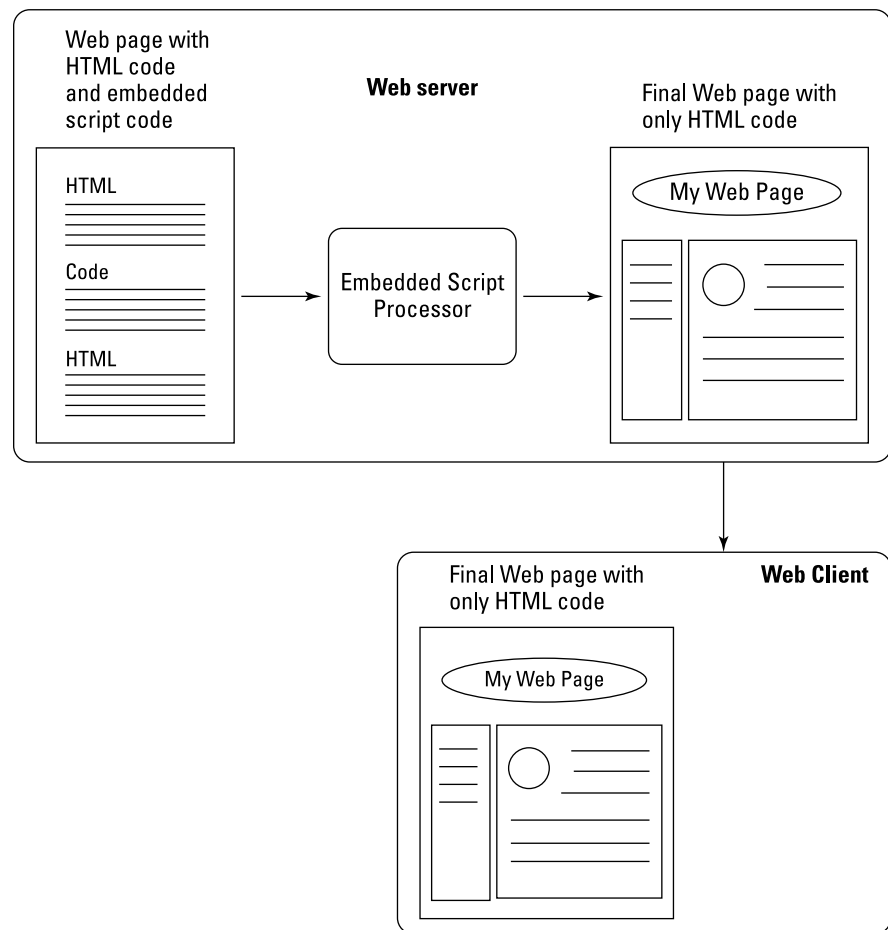 Web page with
HTML code
and embedded
script code
Web server
Final Web page with
only HTML code
HTML
Code
HTML
Embedded Script
Processor
My Web Page
Final Web page with
only HTML code
Web Client
My Web Page